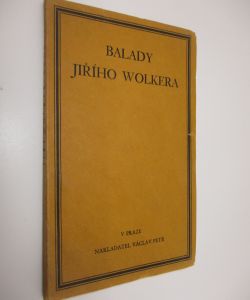 BALADY
JIŘÍHO WOLKERA
V PRAZE
NAKLADATEL VÁCLAV PETR